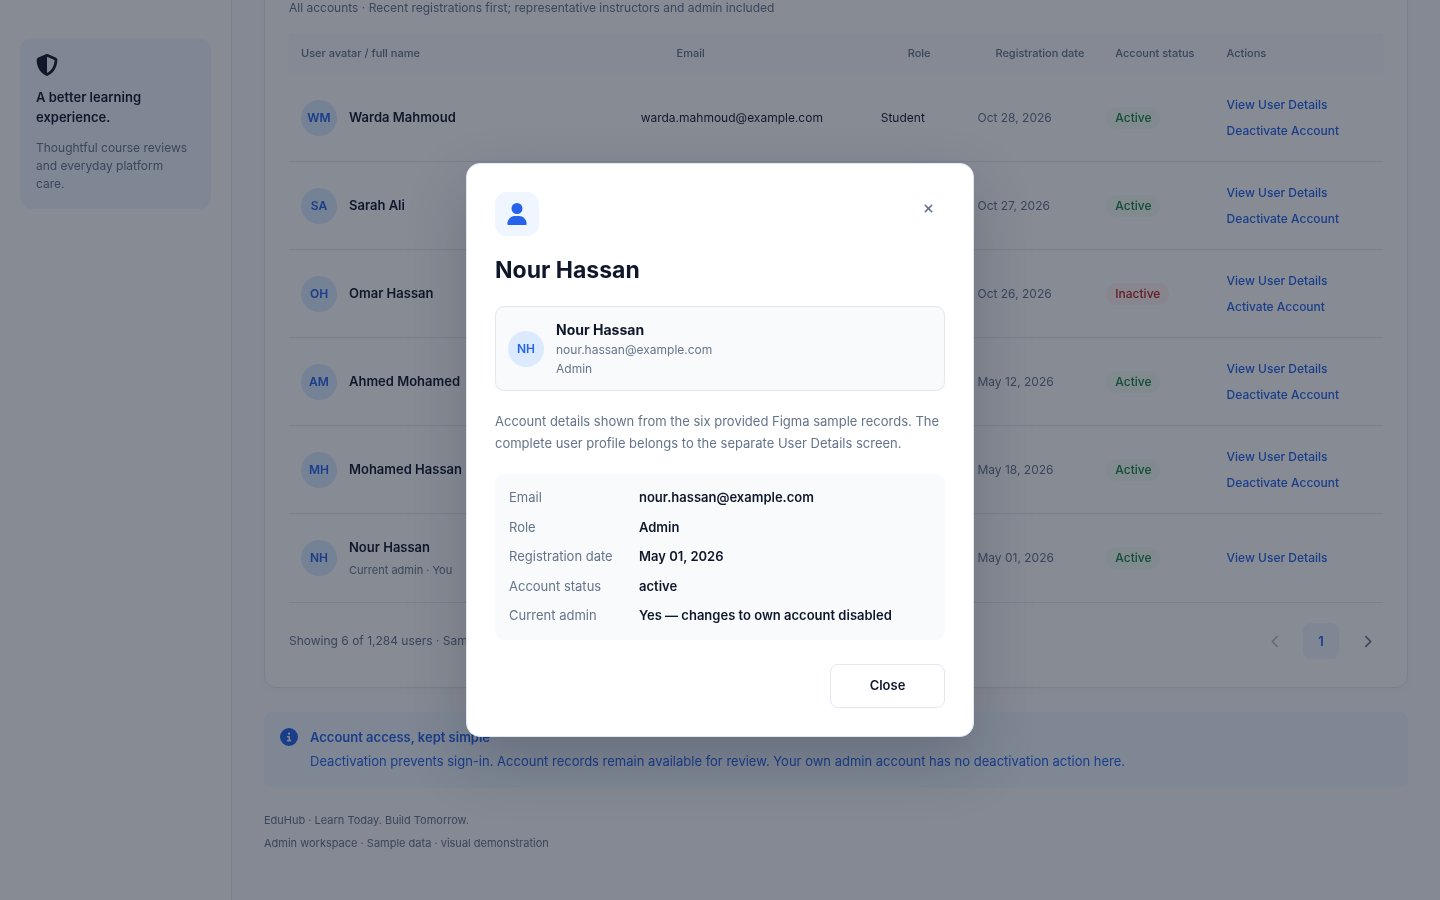 All accounts · Recent registrations first; representative instructors and admin included
A better learning
experience.
Thoughtful course reviews
and everyday platform
care.
User avatar / full name Email Role Registration date Account status Actions
WM Warda Mahmoud warda.mahmoud@example.com Student Oct 28, 2026 Active View User Details
Deactivate Account
SA Sarah Ali Oct 27, 2026 Active View User Details
Deactivate Account
OH Omar Hassan Oct 26, 2026 Inactive View User Details
Activate Account
AM Ahmed Mohamed May 12, 2026 Active View User Details
Deactivate Account
MH Mohamed Hassan May 18, 2026 Active View User Details
Deactivate Account
NH Nour Hassan May 01, 2026 Active View User Details
Current admin · You
Showing 6 of 1,284 users · Sam
1
Nour Hassan
NH
Nour Hassan
nour.hassan@example.com
Admin
Account details shown from the six provided Figma sample records. The
complete user profile belongs to the separate User Details screen.
Email nour.hassan@example.com
Role Admin
Registration date May 01, 2026
Account status active
Current admin Yes — changes to own account disabled
Close
Account access, kept simple
Deactivation prevents sign-in. Account records remain available for review. Your own admin account has no deactivation action here.
EduHub · Learn Today. Build Tomorrow.
Admin workspace · Sample data · visual demonstration